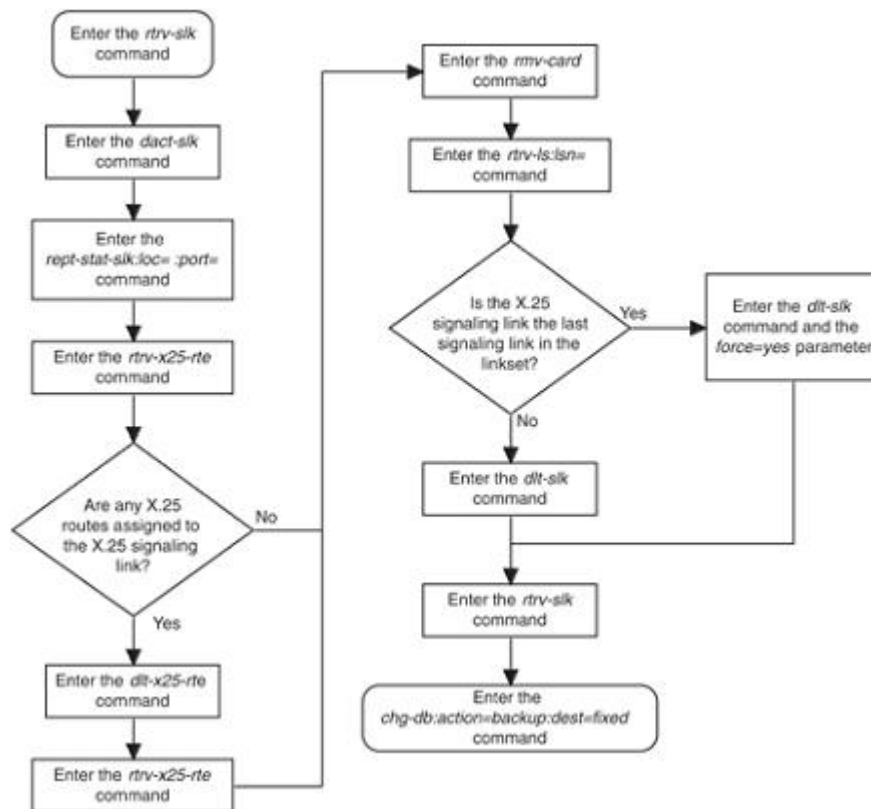 Enter the rtrv-slk
command
Enter the dact-slk
command
Enter the
rept-stat-slk:loc= :port=
command
Enter the rtrv-x25-rte
command
Are any X.25
routes assigned to
the X.25 signaling
link?
No
Yes
Enter the dlt-x25-rte
command
Enter the rtrv-x25-rte
command
Enter the rmv-card
command
Enter the rtrv-ls:lsn=
command
Is the X.25
signaling link the last
signaling link in the
linkset?
Yes
No
Enter the dlt-slk
command and the
force=yes parameter
Enter the dlt-slk
command
Enter the rtrv-slk
command
Enter the
chg-db:action=backup:dest=fixed
command